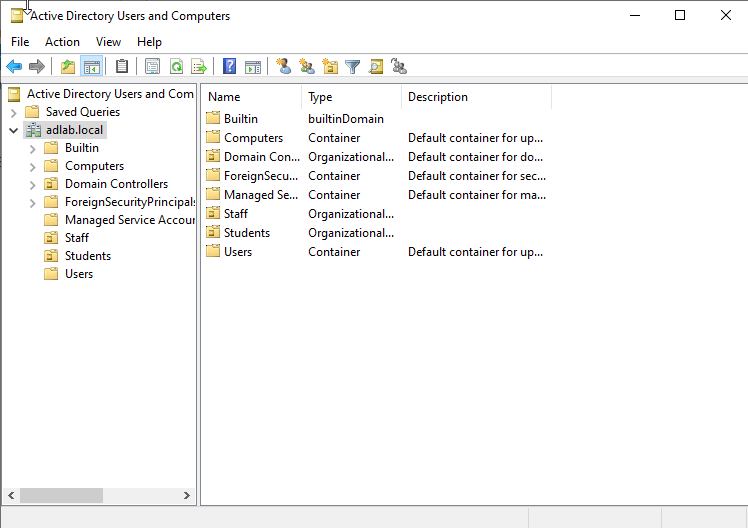 Active Directory Users and Computers
File Action View Help
Active Directory Users and Com
Saved Queries
adlab.local
Builtin
Computers
Domain Controllers
ForeignSecurityPrincipals
Managed Service Accour
Staff
Students
Users
Name Type Description
Builtin builtinDomain
Computers Container Default container for up...
Domain Con... Organizational... Default container for do...
ForeignSecu... Container Default container for sec...
Managed Se... Container Default container for ma...
Staff Organizational...
Students Organizational...
Users Container Default container for up...